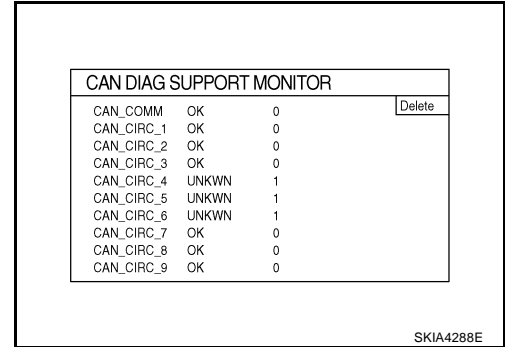 CAN DIAG SUPPORT MONITOR
Delete
CAN_COMM OK 0
CAN_CIRC_1 OK 0
CAN_CIRC_2 OK 0
CAN_CIRC_3 OK 0
CAN_CIRC_4 UNKWN 1
CAN_CIRC_5 UNKWN 1
CAN_CIRC_6 UNKWN 1
CAN_CIRC_7 OK 0
CAN_CIRC_8 OK 0
CAN_CIRC_9 OK 0
SKIA4288E